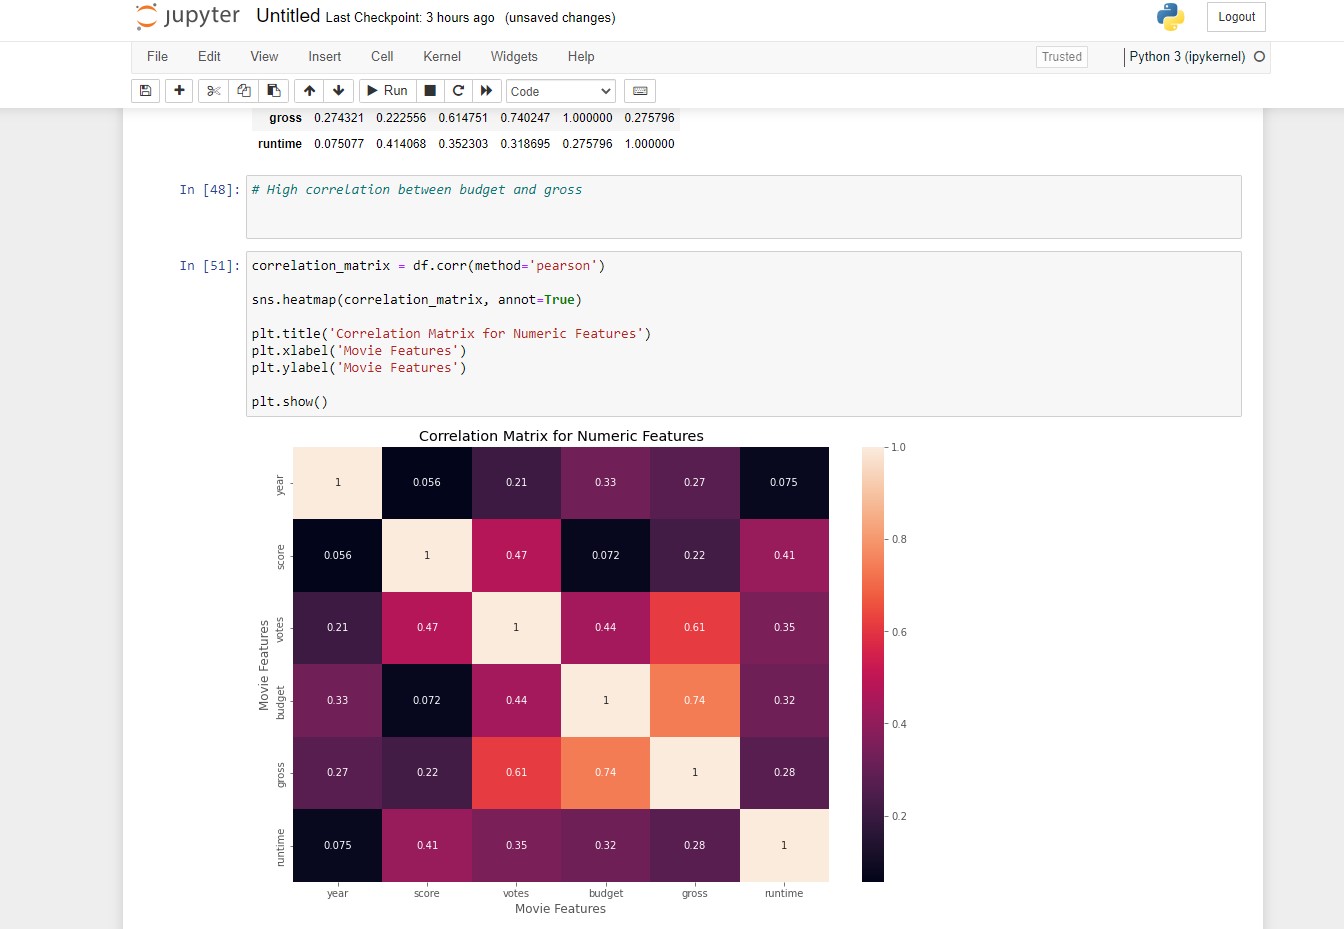 jupyter Untitled Last Checkpoint: 3 hours ago (unsaved changes) Logout
File Edit View Insert Cell Kernel Widgets Help Trusted Python 3 (ipykernel)
Run Code
gross 0.274321 0.222556 0.614751 0.740247 1.000000 0.275796
runtime 0.075077 0.414068 0.352303 0.318695 0.275796 1.000000
In [48]: # High correlation between budget and gross
In [51]: correlation_matrix = df.corr(method='pearson')
sns.heatmap(correlation_matrix, annot=True)
plt.title('Correlation Matrix for Numeric Features')
plt.xlabel('Movie Features')
plt.ylabel('Movie Features')
plt.show()
Correlation Matrix for Numeric Features
1.0
year 1 0.056 0.21 0.33 0.27 0.075
0.8
score 0.056 1 0.47 0.072 0.22 0.41
votes 0.21 0.47 1 0.44 0.61 0.35
0.6
Movie Features
budget 0.33 0.072 0.44 1 0.74 0.32
0.4
gross 0.27 0.22 0.61 0.74 1 0.28
0.2
runtime 0.075 0.41 0.35 0.32 0.28 1
year score votes budget gross runtime
Movie Features